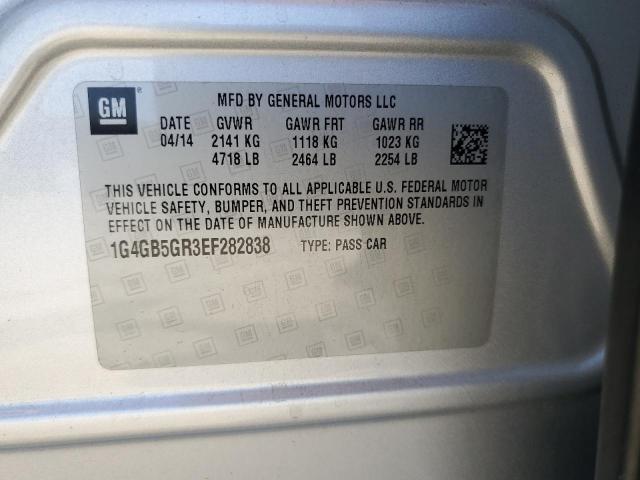 GM
MFD BY GENERAL MOTORS LLC
DATE GVWR GAWR FRT GAWR RR
04/14 2141 KG 1118 KG 1023 KG
4718 LB 2464 LB 2254 LB
THIS VEHICLE CONFORMS TO ALL APPLICABLE U.S. FEDERAL MOTOR
VEHICLE SAFETY, BUMPER, AND THEFT PREVENTION STANDARDS IN
EFFECT ON THE DATE OF MANUFACTURE SHOWN ABOVE.
1G4GB5GR3EF282838 TYPE: PASS CAR